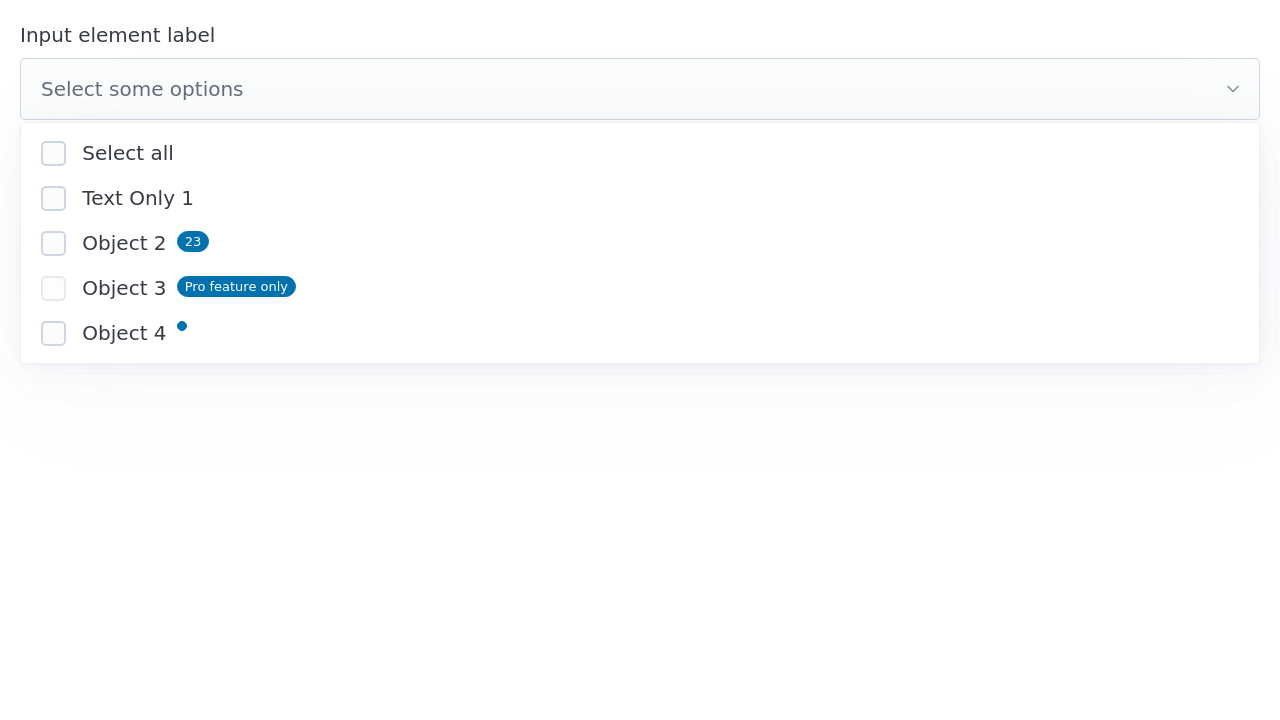 Input element label
Select some options
Select all
Text Only 1
Object 2 23
Object 3 Pro feature only
Object 4